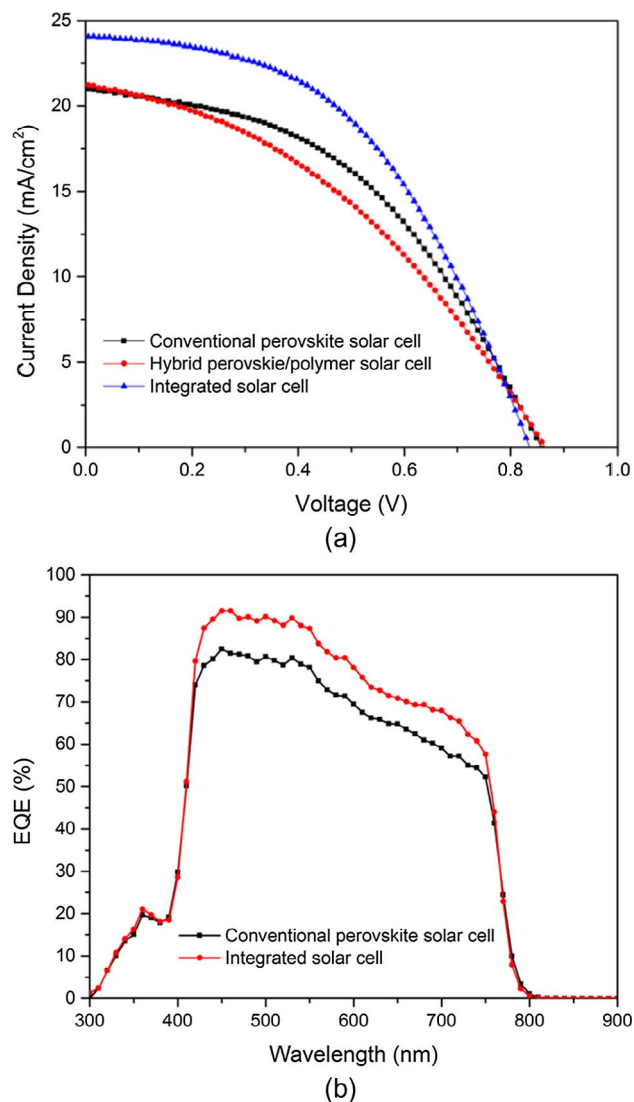 25
20
15
10
5
0
Current Density (mA/cm²)
Conventional perovskite solar cell
Hybrid perovskie/polymer solar cell
Integrated solar cell
0.0 0.2 0.4 0.6 0.8 1.0
Voltage (V)
(a)
100
90
80
70
60
50
40
30
20
10
0
EQE (%)
Conventional perovskite solar cell
Integrated solar cell
300 400 500 600 700 800 900
Wavelength (nm)
(b)